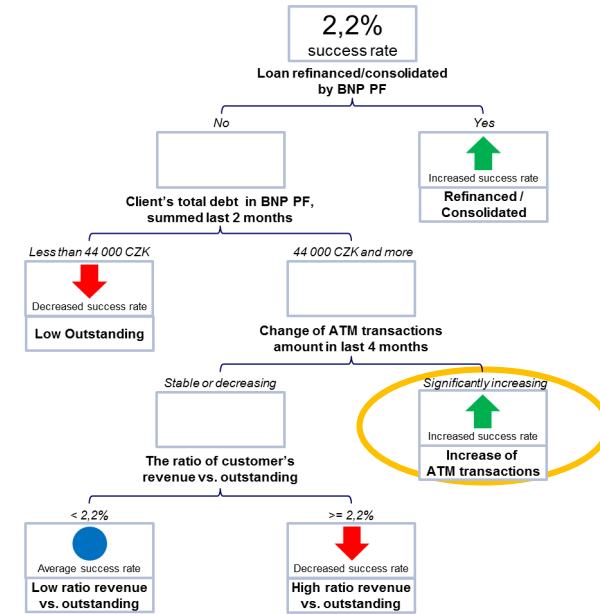 2,2%
success rate
Loan refinanced/consolidated
by BNP PF
No
Yes
Increased success rate
Refinanced /
Consolidated
Client's total debt in BNP PF,
summed last 2 months
Less than 44 000 CZK
44 000 CZK and more
Decreased success rate
Low Outstanding
Change of ATM transactions
amount in last 4 months
Stable or decreasing
Significantly increasing
Increased success rate
Increase of
ATM transactions
The ratio of customer's
revenue vs. outstanding
< 2,2%
>= 2,2%
Average success rate
Low ratio revenue
vs. outstanding
Decreased success rate
High ratio revenue
vs. outstanding